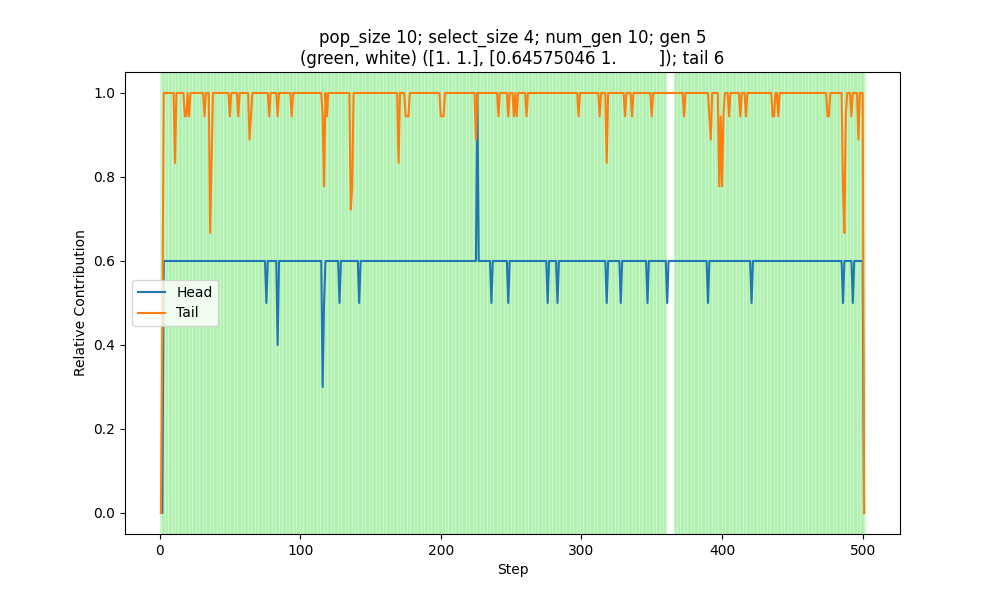 pop_size 10; select_size 4; num_gen 10; gen 5
(green, white) ([1. 1.], [0.64575046 1.        ]); tail 6
1.0
0.8
0.6
0.4
0.2
0.0
Relative Contribution
Head
Tail
0 100 200 300 400 500
Step